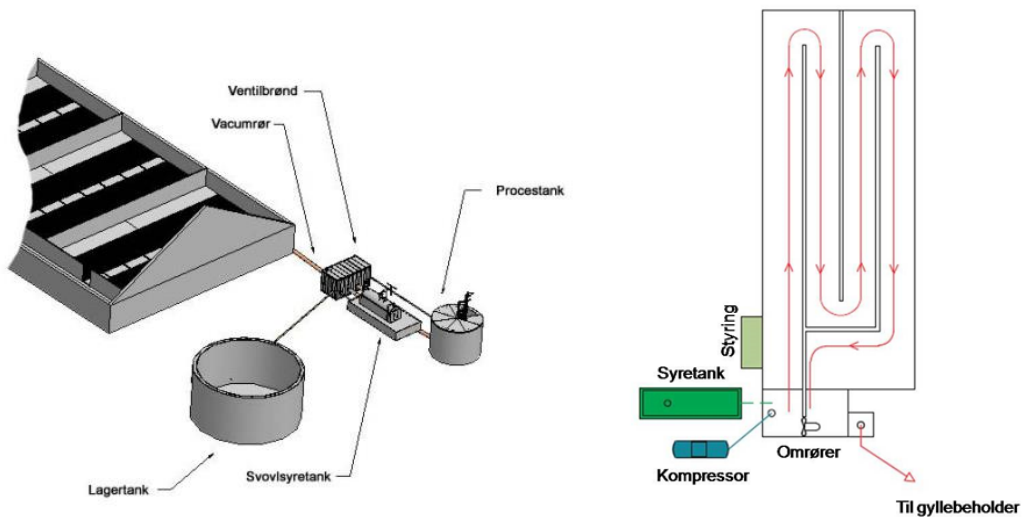 Ventilbrønd
Vacumrør
Procestank
Svovlsyretank
Lagertank
Styring
Syretank
Kompressor
Omrører
Til gyllebeholder